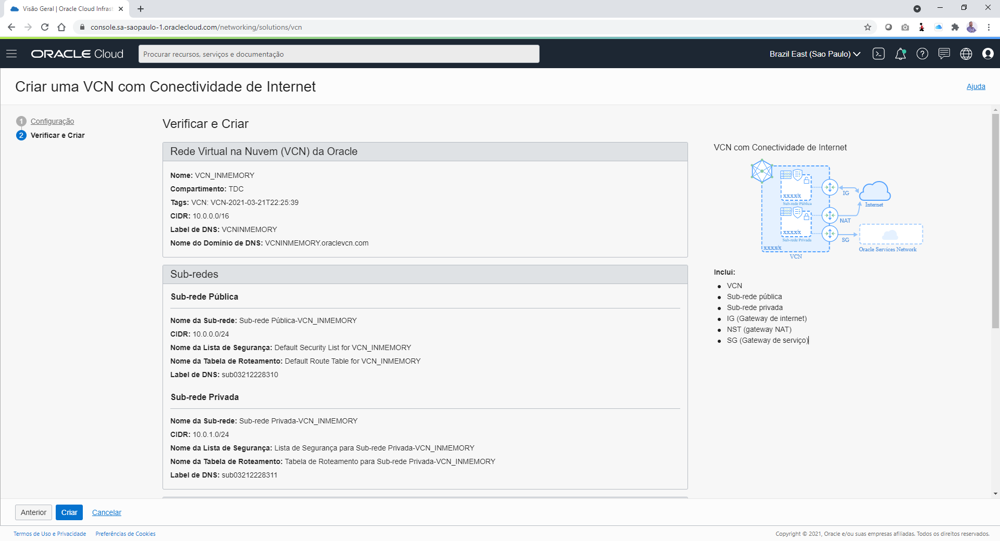 Visão Geral | Oracle Cloud Infrast
console.sa-saopaulo-1.oraclecloud.com/networking/solutions/vcn
ORACLE Cloud
Procurar recursos, serviços e documentação
Brazil East (Sao Paulo)
Criar uma VCN com Conectividade de Internet
Ajuda
1 Configuração
2 Verificar e Criar
Verificar e Criar
Rede Virtual na Nuvem (VCN) da Oracle
Nome: VCN_INMEMORY
Compartimento: TDC
Tags: VCN: VCN-2021-03-21T22:25:39
CIDR: 10.0.0.0/16
Label de DNS: VCNINMEMORY
Nome do Domínio de DNS: VCNINMEMORY.oraclevcn.com
Sub-redes
Sub-rede Pública
Nome da Sub-rede: Sub-rede Pública-VCN_INMEMORY
CIDR: 10.0.0.0/24
Nome da Lista de Segurança: Default Security List for VCN_INMEMORY
Nome da Tabela de Roteamento: Default Route Table for VCN_INMEMORY
Label de DNS: sub03212228310
Sub-rede Privada
Nome da Sub-rede: Sub-rede Privada-VCN_INMEMORY
CIDR: 10.0.1.0/24
Nome da Lista de Segurança: Lista de Segurança para Sub-rede Privada-VCN_INMEMORY
Nome da Tabela de Roteamento: Tabela de Roteamento para Sub-rede Privada-VCN_INMEMORY
Label de DNS: sub03212228311
VCN com Conectividade de Internet
xxxx/x
Sub-rede Pública
IG
Internet
NAT
xxxx/x
Sub-rede Privada
SG
xxxx/x
Oracle Services Network
VCN
Inclui:
VCN
Sub-rede pública
Sub-rede privada
IG (Gateway de internet)
NST (gateway NAT)
SG (Gateway de serviço)
Anterior
Criar
Cancelar
Termos de Uso e Privacidade
Preferências de Cookies
Copyright © 2021, Oracle e/ou suas empresas afiliadas. Todos os direitos reservados.